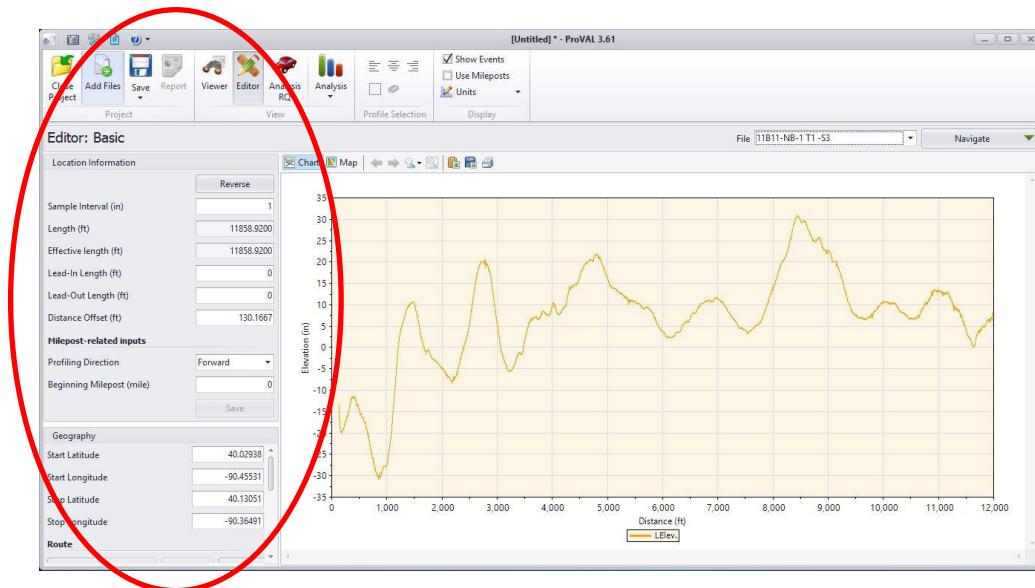 [Untitled] * - ProVAL 3.61
Close Project
Add Files
Save
Report
Viewer
Editor
Analysis
RQ
Analysis
Show Events
Use Mileposts
Units
Project
View
Profile Selection
Display
Editor: Basic
File 11B11-NB-1 T1 -S3
Navigate
Location Information
Chart
Map
Reverse
Sample Interval (in) 1
Length (ft) 11858.9200
Effective length (ft) 11858.9200
Lead-In Length (ft) 0
Lead-Out Length (ft) 0
Distance Offset (ft) 130.1667
Milepost-related inputs
Profiling Direction Forward
Beginning Milepost (mile) 0
Save
Geography
Start Latitude 40.02938
Start Longitude -90.45531
Stop Latitude 40.13051
Stop Longitude -90.36491
Route
Elevation (in)
35
30
25
20
15
10
5
0
-5
-10
-15
-20
-25
-30
-35
0 1,000 2,000 3,000 4,000 5,000 6,000 7,000 8,000 9,000 10,000 11,000 12,000
Distance (ft)
LElev.